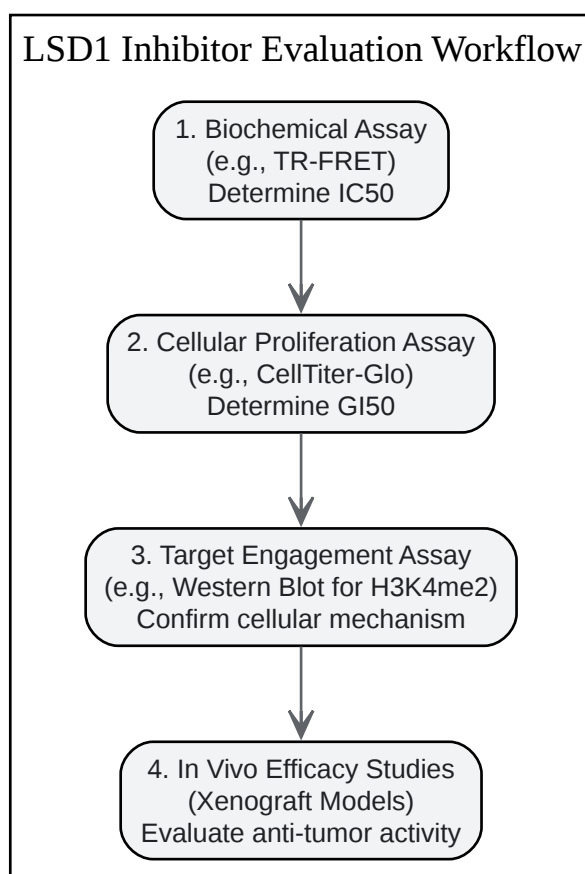 LSD1 Inhibitor Evaluation Workflow
1. Biochemical Assay
(e.g., TR-FRET)
Determine IC50
2. Cellular Proliferation Assay
(e.g., CellTiter-Glo)
Determine GI50
3. Target Engagement Assay
(e.g., Western Blot for H3K4me2)
Confirm cellular mechanism
4. In Vivo Efficacy Studies
(Xenograft Models)
Evaluate anti-tumor activity